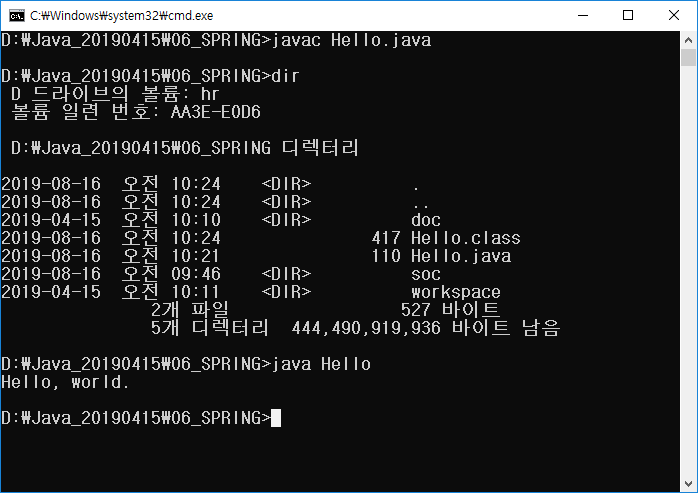 C:₩Windows₩system32₩cmd.exe
D:₩Java_20190415₩06_SPRING>javac Hello.java
D:₩Java_20190415₩06_SPRING>dir
D 드라이브의 볼륨: hr
볼륨 일련 번호: AA3E-E0D6
D:₩Java_20190415₩06_SPRING 디렉터리
2019-08-16 오전 10:24 <DIR> .
2019-08-16 오전 10:24 <DIR> ..
2019-04-15 오전 10:10 <DIR> doc
2019-08-16 오전 10:24 417 Hello.class
2019-08-16 오전 10:21 110 Hello.java
2019-08-16 오전 09:46 <DIR> soc
2019-04-15 오전 10:11 <DIR> workspace
2개 파일 527 바이트
5개 디렉터리 444,490,919,936 바이트 남음
D:₩Java_20190415₩06_SPRING>java Hello
Hello, world.
D:₩Java_20190415₩06_SPRING>